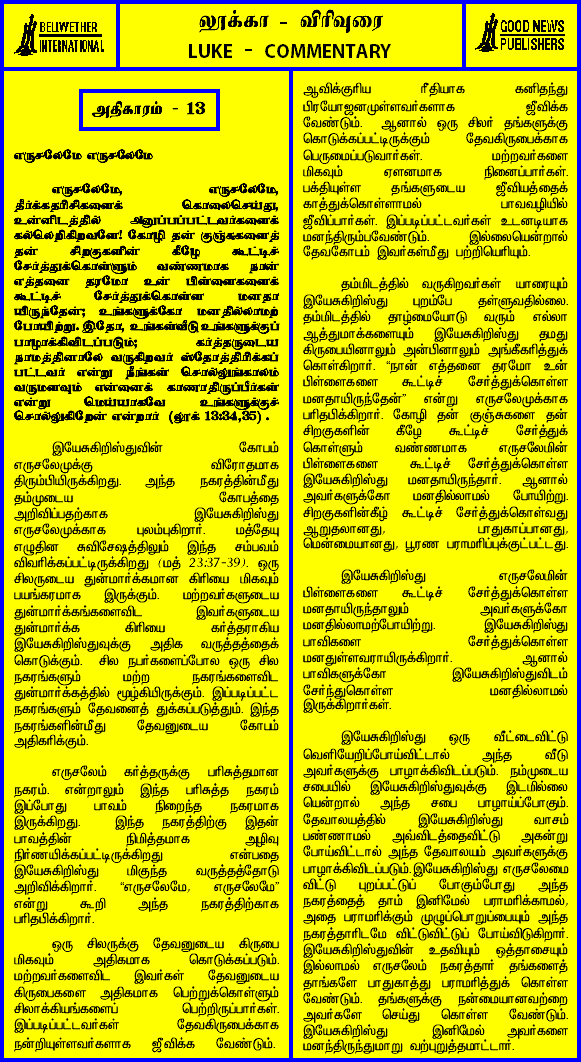 BELLWETHER
INTERNATIONAL
லூக்கா - விரிவுரை
LUKE - COMMENTARY
GOOD NEWS
PUBLISHERS
அதிகாரம் - 13
எருசலேமே எருசலேமே
எருசலேமே, எருசலேமே,
தீர்க்கதரிசிகளைக் கொலைசெய்து,
உன்னிடத்தில் அனுப்பப்பட்டவர்களைக்
கல்லெறிகிறவளே! கோழி தன் குஞ்சுகளைத்
தன் சிறகுகளின் கீழே கூட்டிச்
சேர்த்துக்கொள்ளும் வண்ணமாக நான்
எத்தனை தரமோ உன் பிள்ளைகளைக்
கூட்டிச் சேர்த்துக்கொள்ள மனதா
யிருந்தேன்; உங்களுக்கோ மனதில்லாமற்
போயிற்று. இதோ, உங்கள்வீடு உங்களுக்குப்
பாழாக்கிவிடப்படும்; கர்த்தருடைய
நாமத்தினாலே வருகிறவர் ஸ்தோத்திரிக்கப்
பட்டவர் என்று நீங்கள் சொல்லுங்காலம்
வருமளவும் என்னைக் காணாதிருப்பீர்கள்
என்று மெய்யாகவே உங்களுக்குச்
சொல்லுகிறேன் என்றார் (லூக் 13:34,35) .
இயேசுகிறிஸ்துவின் கோபம்
எருசலேமுக்கு விரோதமாக
திரும்பியிருக்கிறது. அந்த நகரத்தின்மீது
தம்முடைய கோபத்தை
அறிவிப்பதற்காக இயேசுகிறிஸ்து
எருசலேமுக்காக புலம்புகிறார். மத்தேயு
எழுதின சுவிசேஷத்திலும் இந்த சம்பவம்
விவரிக்கப்பட்டிருக்கிறது (மத் 23:37-39). ஒரு
சிலருடைய துன்மார்க்கமான கிரியை மிகவும்
பயங்கரமாக இருக்கும். மற்றவர்களுடைய
துன்மார்க்கங்களைவிட இவர்களுடைய
துன்மார்க்க கிரியை கர்த்தராகிய
இயேசுகிறிஸ்துவுக்கு அதிக வருத்தத்தைக்
கொடுக்கும். சில நபர்களைப்போல ஒரு சில
நகரங்களும் மற்ற நகரங்களைவிட
துன்மார்க்கத்தில் மூழ்கியிருக்கும். இப்படிப்பட்ட
நகரங்களும் தேவனைத் துக்கப்படுத்தும். இந்த
நகரங்களின்மீது தேவனுடைய கோபம்
அதிகரிக்கும்.
எருசலேம் கர்த்தருக்கு பரிசுத்தமான
நகரம். என்றாலும் இந்த பரிசுத்த நகரம்
இப்போது பாவம் நிறைந்த நகரமாக
இருக்கிறது. இந்த நகரத்திற்கு இதன்
பாவத்தின் நிமித்தமாக அழிவு
நிர்ணயிக்கப்பட்டிருக்கிறது என்பதை
இயேசுகிறிஸ்து மிகுந்த வருத்தத்தோடு
அறிவிக்கிறார். “எருசலேமே, எருசலேமே”
என்று கூறி அந்த நகரத்திற்காக
பரிதபிக்கிறார்.
ஒரு சிலருக்கு தேவனுடைய கிருபை
மிகவும் அதிகமாக கொடுக்கப்படும்.
மற்றவர்களைவிட இவர்கள் தேவனுடைய
கிருபைகளை அதிகமாக பெற்றுக்கொள்ளும்
சிலாக்கியங்களைப் பெற்றிருப்பார்கள்.
இப்படிப்பட்டவர்கள் தேவகிருபைக்காக
நன்றியுள்ளவர்களாக ஜீவிக்க வேண்டும்.
ஆவிக்குரிய ரீதியாக கனிதந்து
பிரயோஜனமுள்ளவர்களாக ஜீவிக்க
வேண்டும். ஆனால் ஒரு சிலர் தங்களுக்கு
கொடுக்கப்பட்டிருக்கும் தேவகிருபைக்காக
பெருமைப்படுவார்கள். மற்றவர்களை
மிகவும் ஏளனமாக நினைப்பார்கள்.
பக்தியுள்ள தங்களுடைய ஜீவியத்தைக்
காத்துக்கொள்ளாமல் பாவவழியில்
ஜீவிப்பார்கள். இப்படிப்பட்டவர்கள் உடனடியாக
மனந்திரும்பவேண்டும். இல்லையென்றால்
தேவகோபம் இவர்கள்மீது பற்றியெரியும்.
தம்மிடத்தில் வருகிறவர்கள் யாரையும்
இயேசுகிறிஸ்து புறம்பே தள்ளுவதில்லை.
தம்மிடத்தில் தாழ்மையோடு வரும் எல்லா
ஆத்துமாக்களையும் இயேசுகிறிஸ்து தமது
கிருபையினாலும் அன்பினாலும் அங்கீகரித்துக்
கொள்கிறார். “நான் எத்தனை தரமோ உன்
பிள்ளைகளை கூட்டிச் சேர்த்துக்கொள்ள
மனதாயிருந்தேன்” என்று எருசலேமுக்காக
பரிதபிக்கிறார். கோழி தன் குஞ்சுகளை தன்
சிறகுகளின் கீழே கூட்டிச் சேர்த்துக்
கொள்ளும் வண்ணமாக எருசலேமின்
பிள்ளைகளை கூட்டிச் சேர்த்துக்கொள்ள
இயேசுகிறிஸ்து மனதாயிருந்தார். ஆனால்
அவர்களுக்கோ மனதில்லாமல் போயிற்று.
சிறகுகளின்கீழ் கூட்டிச் சேர்த்துக்கொள்வது
ஆறுதலானது, பாதுகாப்பானது,
மென்மையானது, பூரண பராமரிப்புக்குட்பட்டது.
இயேசுகிறிஸ்து எருசலேமின்
பிள்ளைகளை கூட்டிச் சேர்த்துக்கொள்ள
மனதாயிருந்தாலும் அவர்களுக்கோ
மனதில்லாமற்போயிற்று. இயேசுகிறிஸ்து
பாவிகளை சேர்த்துக்கொள்ள
மனதுள்ளவராயிருக்கிறார். ஆனால்
பாவிகளுக்கோ இயேசுகிறிஸ்துவிடம்
சேர்ந்துகொள்ள மனதில்லாமல்
இருக்கிறார்கள்.
இயேசுகிறிஸ்து ஒரு வீட்டைவிட்டு
வெளியேறிப்போய்விட்டால் அந்த வீடு
அவர்களுக்கு பாழாக்கிவிடப்படும். நம்முடைய
சபையில் இயேசுகிறிஸ்துவுக்கு இடமில்லை
யென்றால் அந்த சபை பாழாய்ப்போகும்.
தேவாலயத்தில் இயேசுகிறிஸ்து வாசம்
பண்ணாமல் அவ்விடத்தைவிட்டு அகன்று
போய்விட்டால் அந்த தேவாலயம் அவர்களுக்கு
பாழாக்கிவிடப்படும்.இயேசுகிறிஸ்து எருசலேமை
விட்டு புறப்பட்டுப் போகும்போது அந்த
நகரத்தைத் தாம் இனிமேல் பராமரிக்காமல்,
அதை பராமரிக்கும் முழுப்பொறுப்பையும் அந்த
நகரத்தாரிடமே விட்டுவிட்டுப் போய்விடுகிறார்.
இயேசுகிறிஸ்துவின் உதவியும் ஒத்தாசையும்
இல்லாமல் எருசலேம் நகரத்தார் தங்களைத்
தாங்களே பாதுகாத்து பராமரித்துக் கொள்ள
வேண்டும். தங்களுக்கு நன்மையானவற்றை
அவர்களே செய்து கொள்ள வேண்டும்.
இயேசுகிறிஸ்து இனிமேல் அவர்களை
மனந்திருந்துமாறு வற்புறுத்தமாட்டார்.